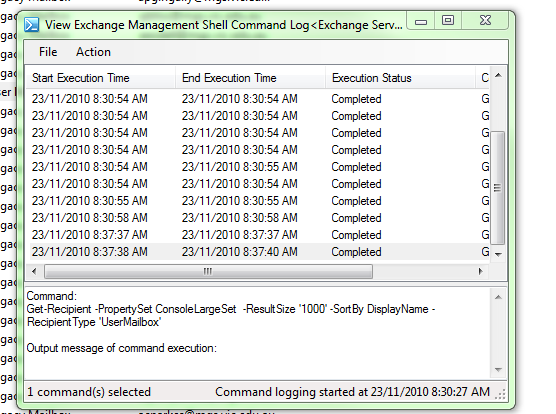 View Exchange Management Shell Command Log<Exchange Serv...
File Action
Start Execution Time End Execution Time Execution Status C
23/11/2010 8:30:54 AM 23/11/2010 8:30:54 AM Completed G
23/11/2010 8:30:54 AM 23/11/2010 8:30:54 AM Completed G
23/11/2010 8:30:54 AM 23/11/2010 8:30:54 AM Completed G
23/11/2010 8:30:54 AM 23/11/2010 8:30:54 AM Completed G
23/11/2010 8:30:54 AM 23/11/2010 8:30:55 AM Completed G
23/11/2010 8:30:54 AM 23/11/2010 8:30:55 AM Completed G
23/11/2010 8:30:55 AM 23/11/2010 8:30:55 AM Completed G
23/11/2010 8:30:58 AM 23/11/2010 8:30:58 AM Completed G
23/11/2010 8:37:37 AM 23/11/2010 8:37:37 AM Completed G
23/11/2010 8:37:38 AM 23/11/2010 8:37:40 AM Completed G
Command:
Get-Recipient -PropertySet ConsoleLargeSet -ResultSize '1000' -SortBy DisplayName -
RecipientType 'UserMailbox'
Output message of command execution:
1 command(s) selected Command logging started at 23/11/2010 8:30:27 AM